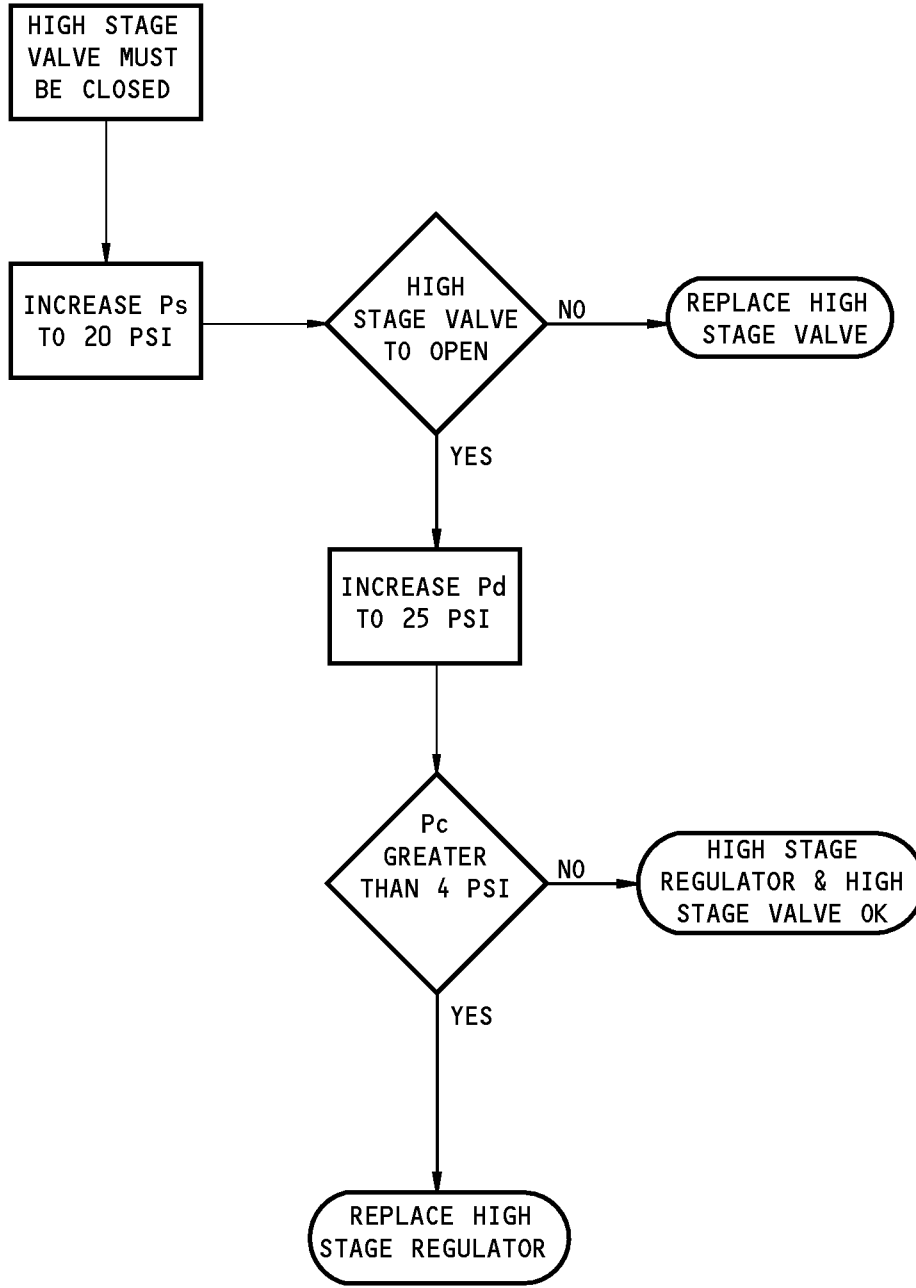 HIGH STAGE
VALVE MUST
BE CLOSED
INCREASE Ps
TO 20 PSI
HIGH
STAGE VALVE
TO OPEN
NO
REPLACE HIGH
STAGE VALVE
YES
INCREASE Pd
TO 25 PSI
Pc
GREATER
THAN 4 PSI
NO
HIGH STAGE
REGULATOR & HIGH
STAGE VALVE OK
YES
REPLACE HIGH
STAGE REGULATOR